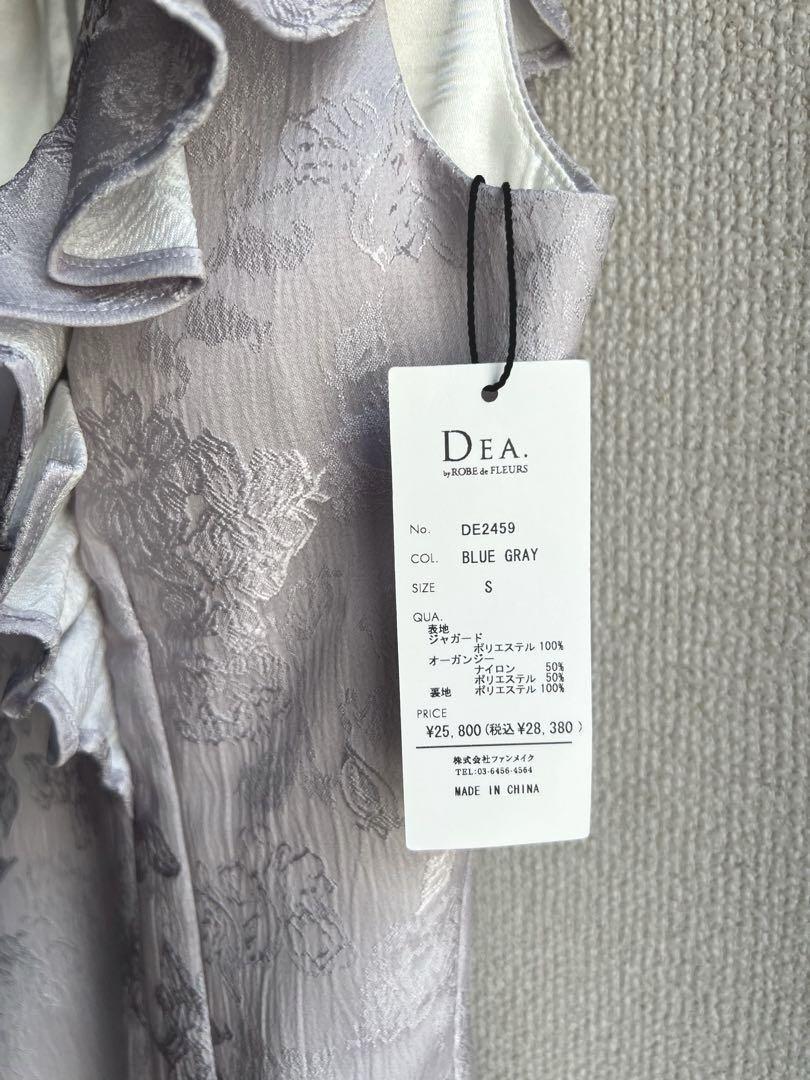 DEA.
by ROBE de FLEURS
No. DE2459
COL. BLUE GRAY
SIZE S
QUA.
表地
ジャガード
ポリエステル 100%
オーガンジー
ナイロン 50%
ポリエステル 50%
裏地 ポリエステル 100%
PRICE
¥25,800(税込¥28,380)
株式会社ファンメイク
TEL:03-6456-4564
MADE IN CHINA